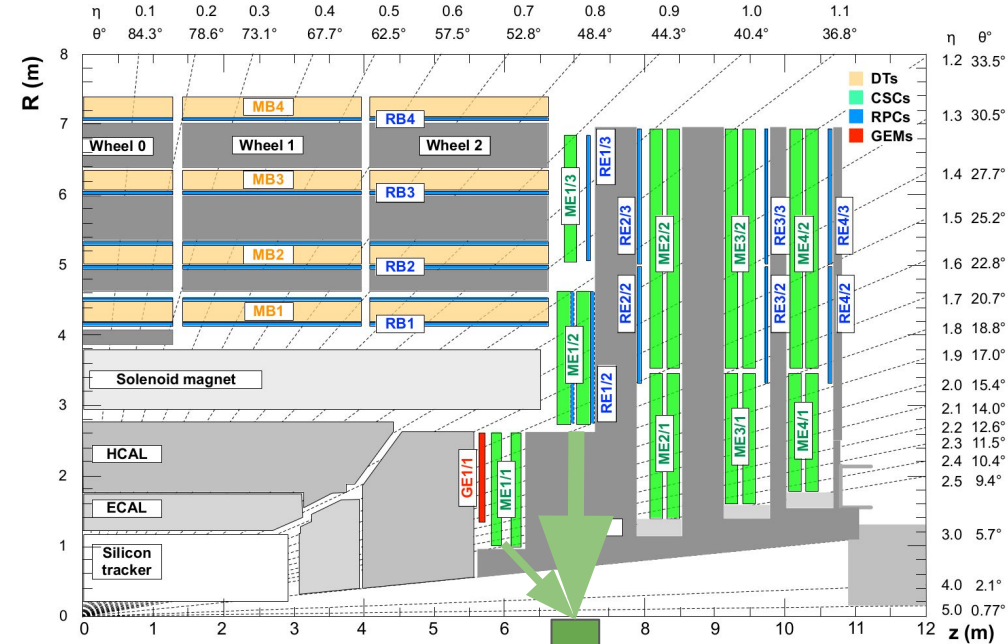 η 0.1 0.2 0.3 0.4 0.5 0.6 0.7 0.8 0.9 1.0 1.1
θ° 84.3° 78.6° 73.1° 67.7° 62.5° 57.5° 52.8° 48.4° 44.3° 40.4° 36.8° η θ°
R (m)
8
7
6
5
4
3
2
1
0
1.2 33.5°
1.3 30.5°
1.4 27.7°
1.5 25.2°
1.6 22.8°
1.7 20.7°
1.8 18.8°
1.9 17.0°
2.0 15.4°
2.1 14.0°
2.2 12.6°
2.3 11.5°
2.4 10.4°
2.5 9.4°
3.0 5.7°
4.0 2.1°
5.0 0.77°
DTs
CSCs
RPCs
GEMs
MB4
RB4
Wheel 0
Wheel 1
Wheel 2
MB3
RB3
MB2
RB2
MB1
RB1
Solenoid magnet
HCAL
ECAL
Silicon
tracker
GE1/1
ME1/1
ME1/2
ME1/3
RE1/3
RE1/2
RE2/3
RE2/2
ME2/2
ME2/1
ME3/2
ME3/1
RE3/3
RE3/2
ME4/2
ME4/1
RE4/3
RE4/2
0 1 2 3 4 5 6 7 8 9 10 11 12
z (m)